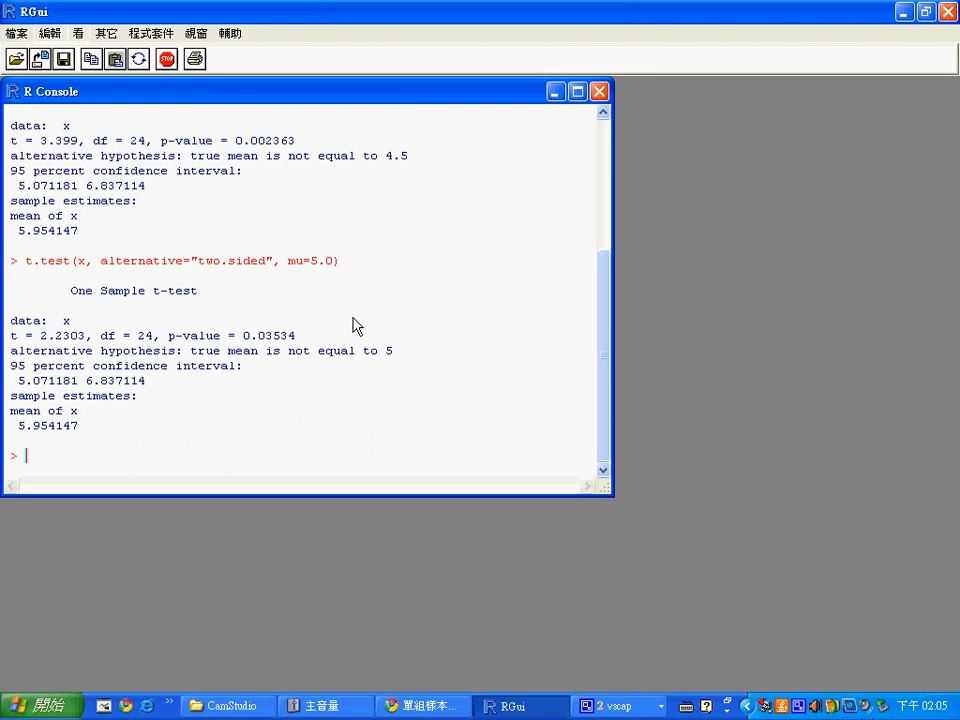 RGui
檔案 編輯 看 其它 程式套件 視窗 輔助
STOP
R Console
data:  x
t = 3.399, df = 24, p-value = 0.002363
alternative hypothesis: true mean is not equal to 4.5
95 percent confidence interval:
 5.071181 6.837114
sample estimates:
mean of x
 5.954147
> t.test(x, alternative="two.sided", mu=5.0)
One Sample t-test
data:  x
t = 2.2303, df = 24, p-value = 0.03534
alternative hypothesis: true mean is not equal to 5
95 percent confidence interval:
 5.071181 6.837114
sample estimates:
mean of x
 5.954147
>
開始 CamStudio 主音量 單組樣本... RGui 2 vscap 下午 02:05